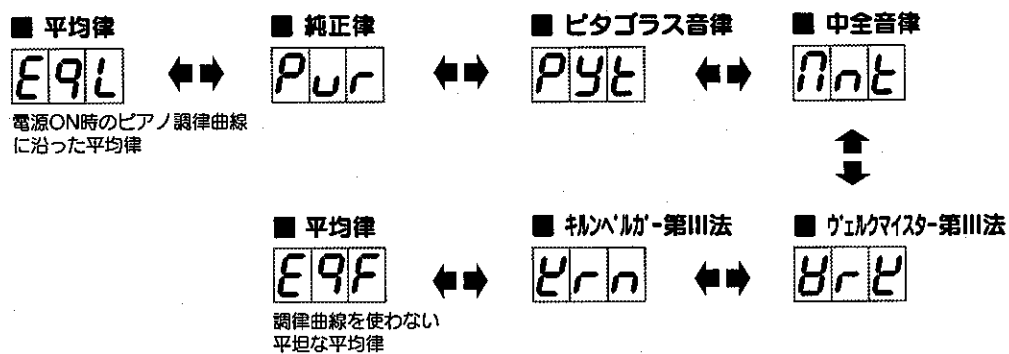 ■ 平均律
EqL
電源ON時のピアノ調律曲線
に沿った平均律
■ 純正律
Pur
■ ピタゴラス音律
PYt
■ 中全音律
nnt
■ ヴェルクマイスター第III法
■ キルンベルガー第III法
■ 平均律
EqF
調律曲線を使わない
平坦な平均律